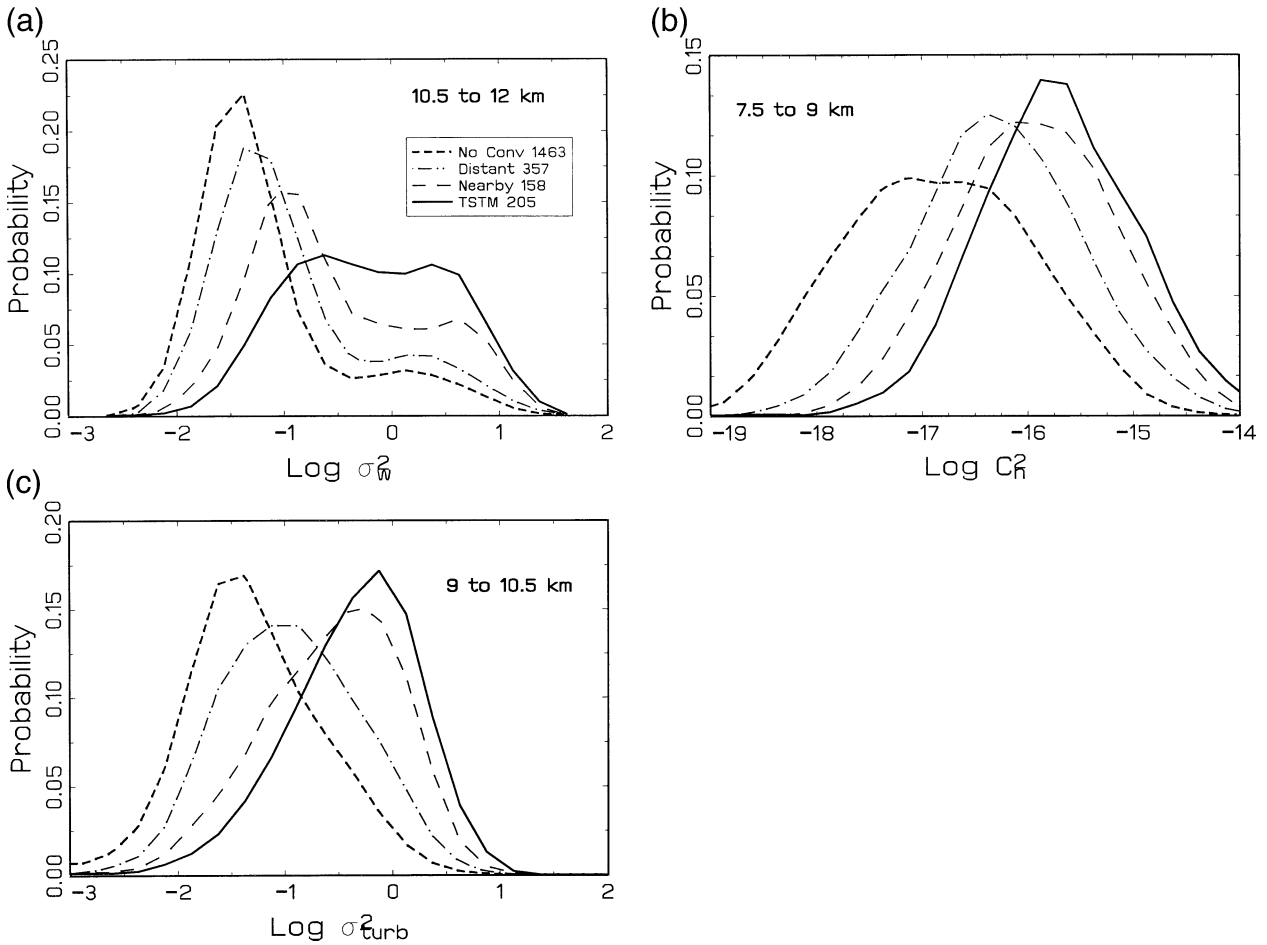 (a)
Probability
0.25
0.20
0.15
0.10
0.05
0.00
10.5 to 12 km
No Conv 1463
Distant 357
Nearby 158
TSTM 205
-3 -2 -1 0 1 2
Log σ²w
(b)
Probability
0.15
0.10
0.05
0.00
7.5 to 9 km
-19 -18 -17 -16 -15 -14
Log C²n
(c)
Probability
0.20
0.15
0.10
0.05
0.00
9 to 10.5 km
-3 -2 -1 0 1 2
Log σ²turb